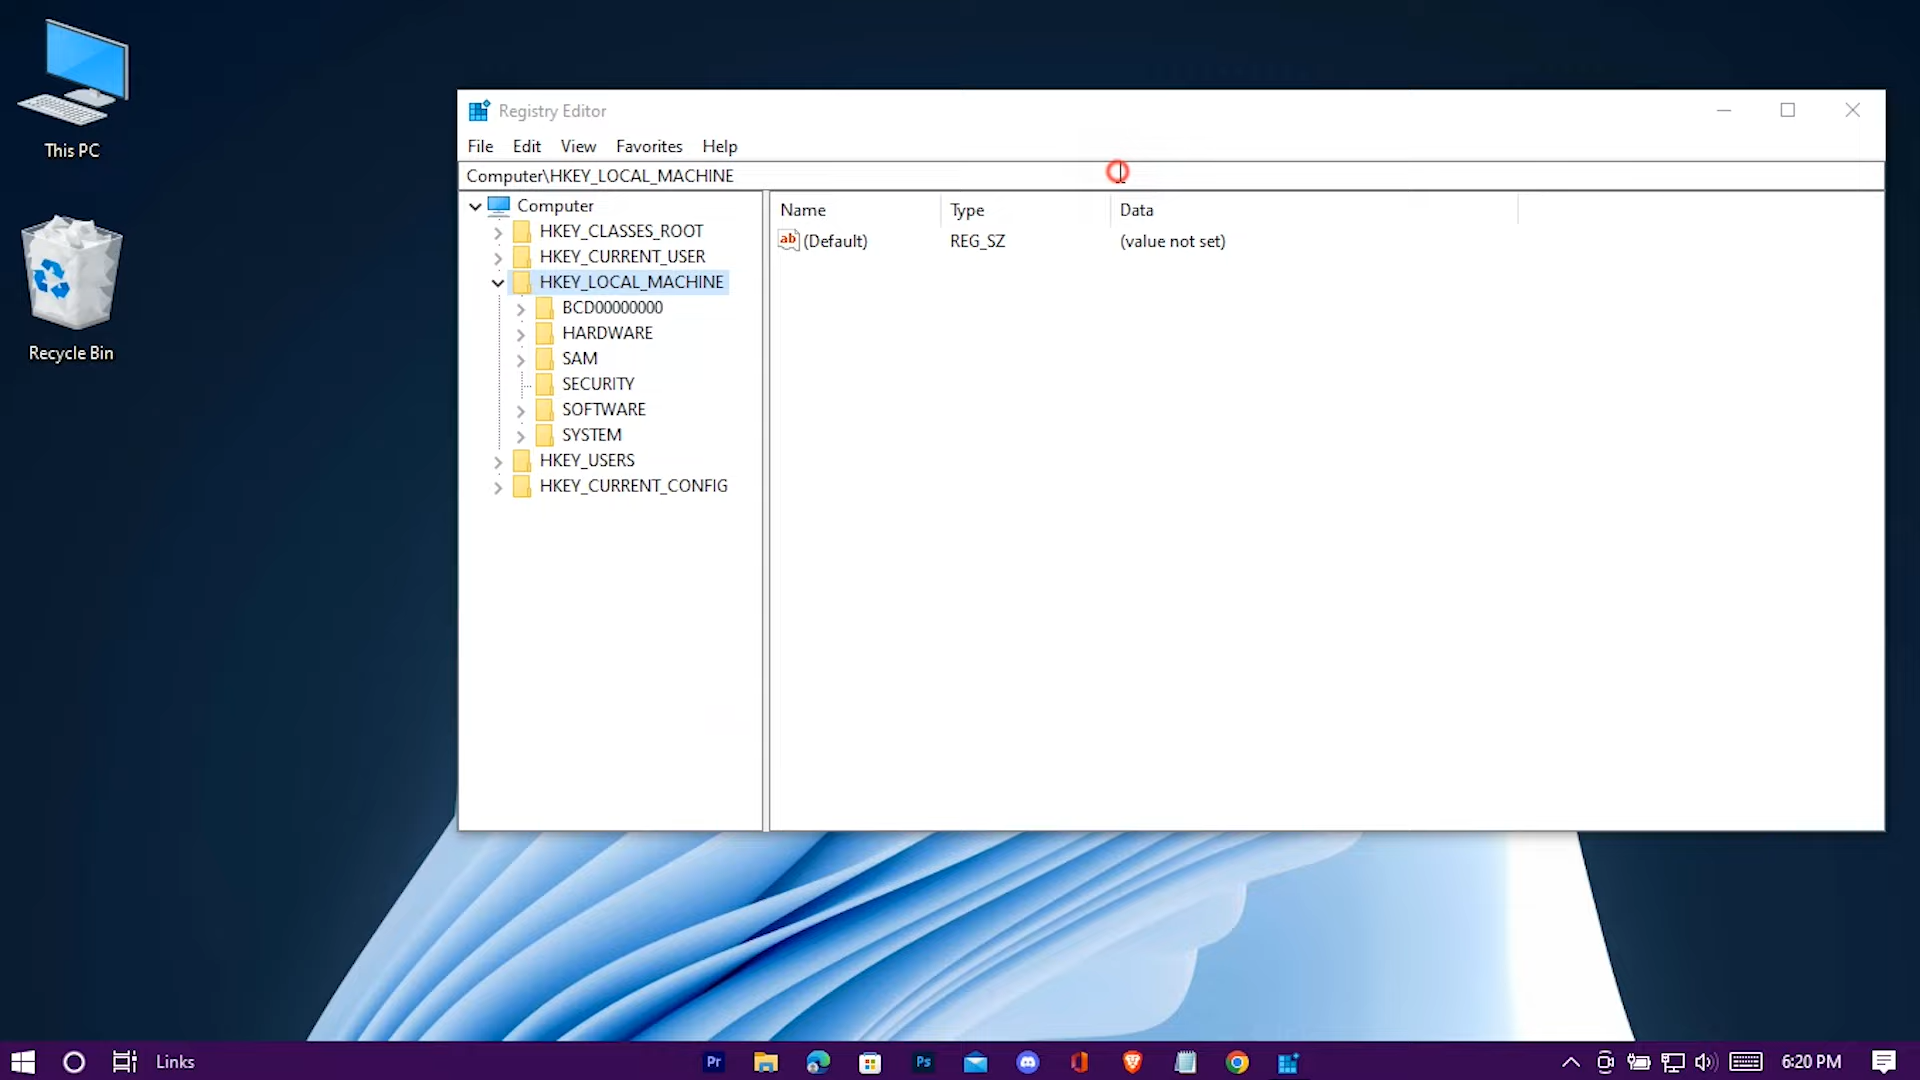 This PC
Recycle Bin
Registry Editor
File Edit View Favorites Help
Computer\HKEY_LOCAL_MACHINE
Computer
HKEY_CLASSES_ROOT
HKEY_CURRENT_USER
HKEY_LOCAL_MACHINE
BCD00000000
HARDWARE
SAM
SECURITY
SOFTWARE
SYSTEM
HKEY_USERS
HKEY_CURRENT_CONFIG
Name Type Data
ab (Default) REG_SZ (value not set)
Links Pr Ps 6:20 PM